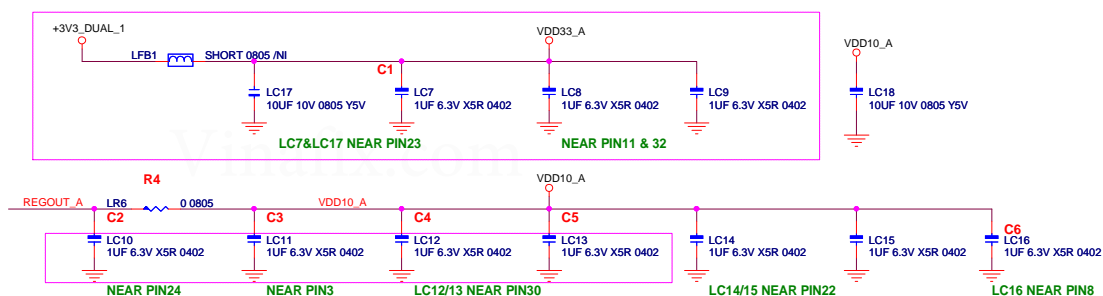 +3V3_DUAL_1
VDD33_A
VDD10_A
LFB1 SHORT 0805 /NI
C1
LC17
10UF 10V 0805 Y5V
LC7
1UF 6.3V X5R 0402
LC8
1UF 6.3V X5R 0402
LC9
1UF 6.3V X5R 0402
LC18
10UF 10V 0805 Y5V
LC7&LC17 NEAR PIN23
NEAR PIN11 & 32
Vinafix.com
R4
VDD10_A
REGOUT_A
LR6 0 0805
VDD10_A
C2
C3
C4
C5
C6
LC10
1UF 6.3V X5R 0402
LC11
1UF 6.3V X5R 0402
LC12
1UF 6.3V X5R 0402
LC13
1UF 6.3V X5R 0402
LC14
1UF 6.3V X5R 0402
LC15
1UF 6.3V X5R 0402
LC16
1UF 6.3V X5R 0402
NEAR PIN24
NEAR PIN3
LC12/13 NEAR PIN30
LC14/15 NEAR PIN22
LC16 NEAR PIN8